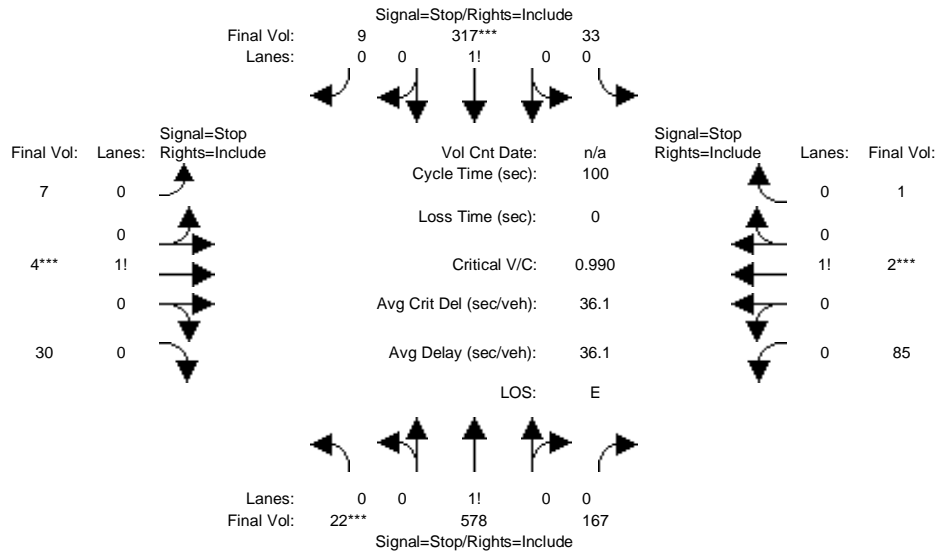 Signal=Stop/Rights=Include
Final Vol: 9 317*** 33
Lanes: 0 0 1! 0 0
Signal=Stop Signal=Stop
Final Vol: Lanes: Rights=Include Vol Cnt Date: n/a Rights=Include Lanes: Final Vol:
Cycle Time (sec): 100
7 0 0 1
Loss Time (sec): 0
0 0
4*** 1! Critical V/C: 0.990 1! 2***
0 Avg Crit Del (sec/veh): 36.1 0
30 0 Avg Delay (sec/veh): 36.1 0 85
LOS: E
Lanes: 0 0 1! 0 0
Final Vol: 22*** 578 167
Signal=Stop/Rights=Include